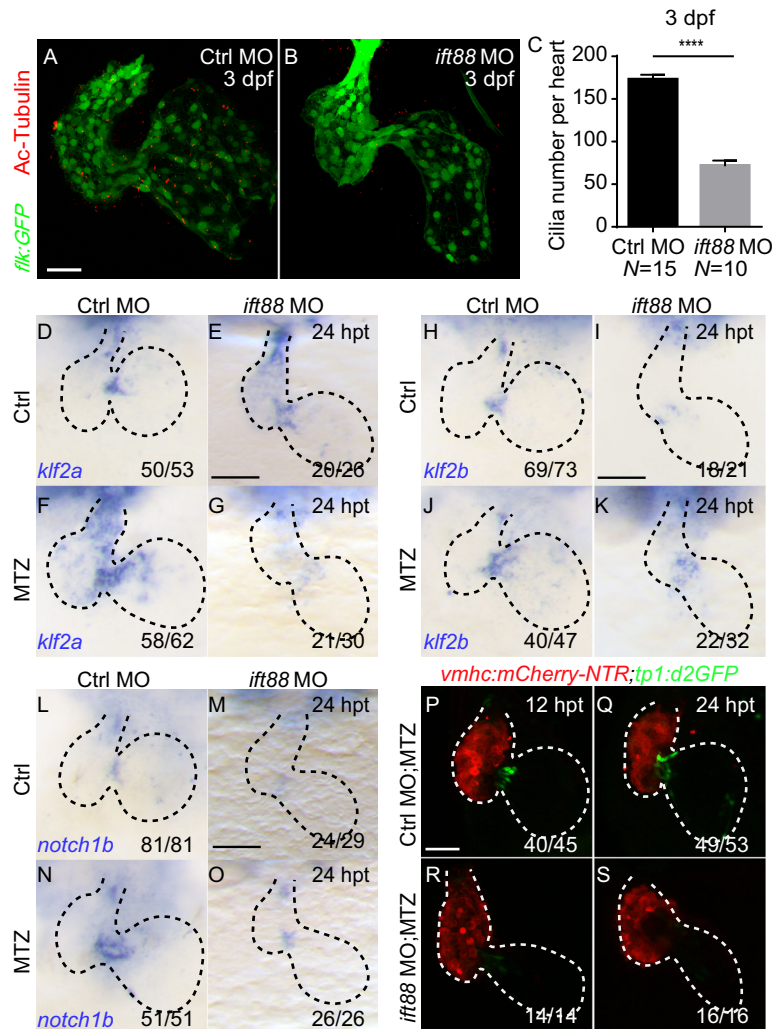 A
Ctrl MO
3 dpf
B
ift88 MO
3 dpf
flk:GFP Ac-Tubulin
C
3 dpf
****
Cilia number per heart
200
150
100
50
0
Ctrl MO
N=15
ift88 MO
N=10
Ctrl MO
ift88 MO
Ctrl
D
klf2a
50/53
E
24 hpt
20/26
MTZ
F
klf2a
58/62
G
24 hpt
21/30
Ctrl MO
ift88 MO
Ctrl
H
klf2b
69/73
I
24 hpt
18/21
MTZ
J
klf2b
40/47
K
24 hpt
22/32
Ctrl MO
ift88 MO
Ctrl
L
notch1b
81/81
M
24 hpt
24/29
MTZ
N
notch1b
51/51
O
24 hpt
26/26
vmhc:mCherry-NTR;tp1:d2GFP
Ctrl MO;MTZ
P
12 hpt
40/45
Q
24 hpt
49/53
ift88 MO;MTZ
R
14/14
S
16/16